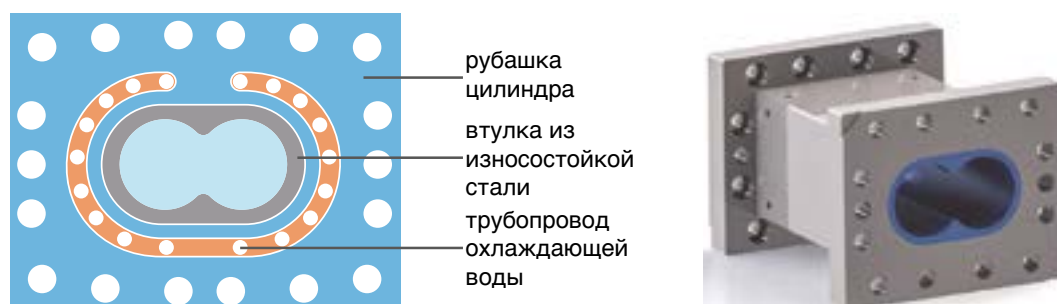 рубашка
цилиндра
втулка из
износостойкой
стали
трубопровод
охлаждающей
воды